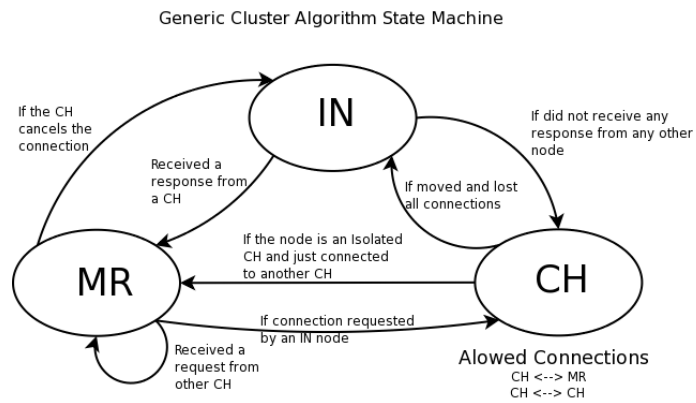 Generic Cluster Algorithm State Machine
IN
If the CH
cancels the
connection
If did not receive any
response from any other
node
Received a
response from
a CH
If moved and lost
all connections
If the node is an Isolated
CH and just connected
to another CH
MR
CH
If connection requested
by an IN node
Received a
request from
other CH
Alowed Connections
CH <--> MR
CH <--> CH